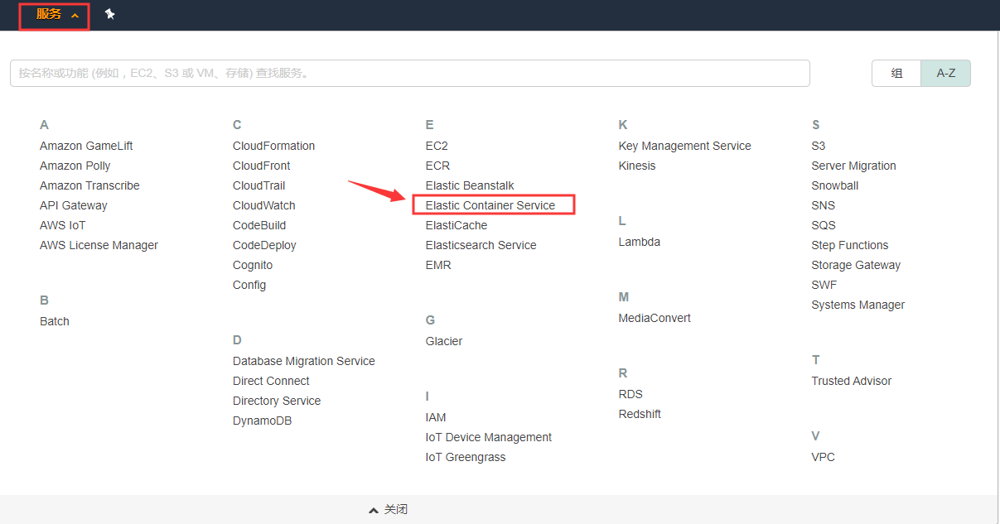 服务
按名称或功能 (例如，EC2、S3 或 VM、存储) 查找服务。
组
A-Z
A
Amazon GameLift
Amazon Polly
Amazon Transcribe
API Gateway
AWS IoT
AWS License Manager
B
Batch
C
CloudFormation
CloudFront
CloudTrail
CloudWatch
CodeBuild
CodeDeploy
Cognito
Config
D
Database Migration Service
Direct Connect
Directory Service
DynamoDB
E
EC2
ECR
Elastic Beanstalk
Elastic Container Service
ElastiCache
Elasticsearch Service
EMR
G
Glacier
I
IAM
IoT Device Management
IoT Greengrass
K
Key Management Service
Kinesis
L
Lambda
M
MediaConvert
R
RDS
Redshift
S
S3
Server Migration
Snowball
SNS
SQS
Step Functions
Storage Gateway
SWF
Systems Manager
T
Trusted Advisor
V
VPC
关闭